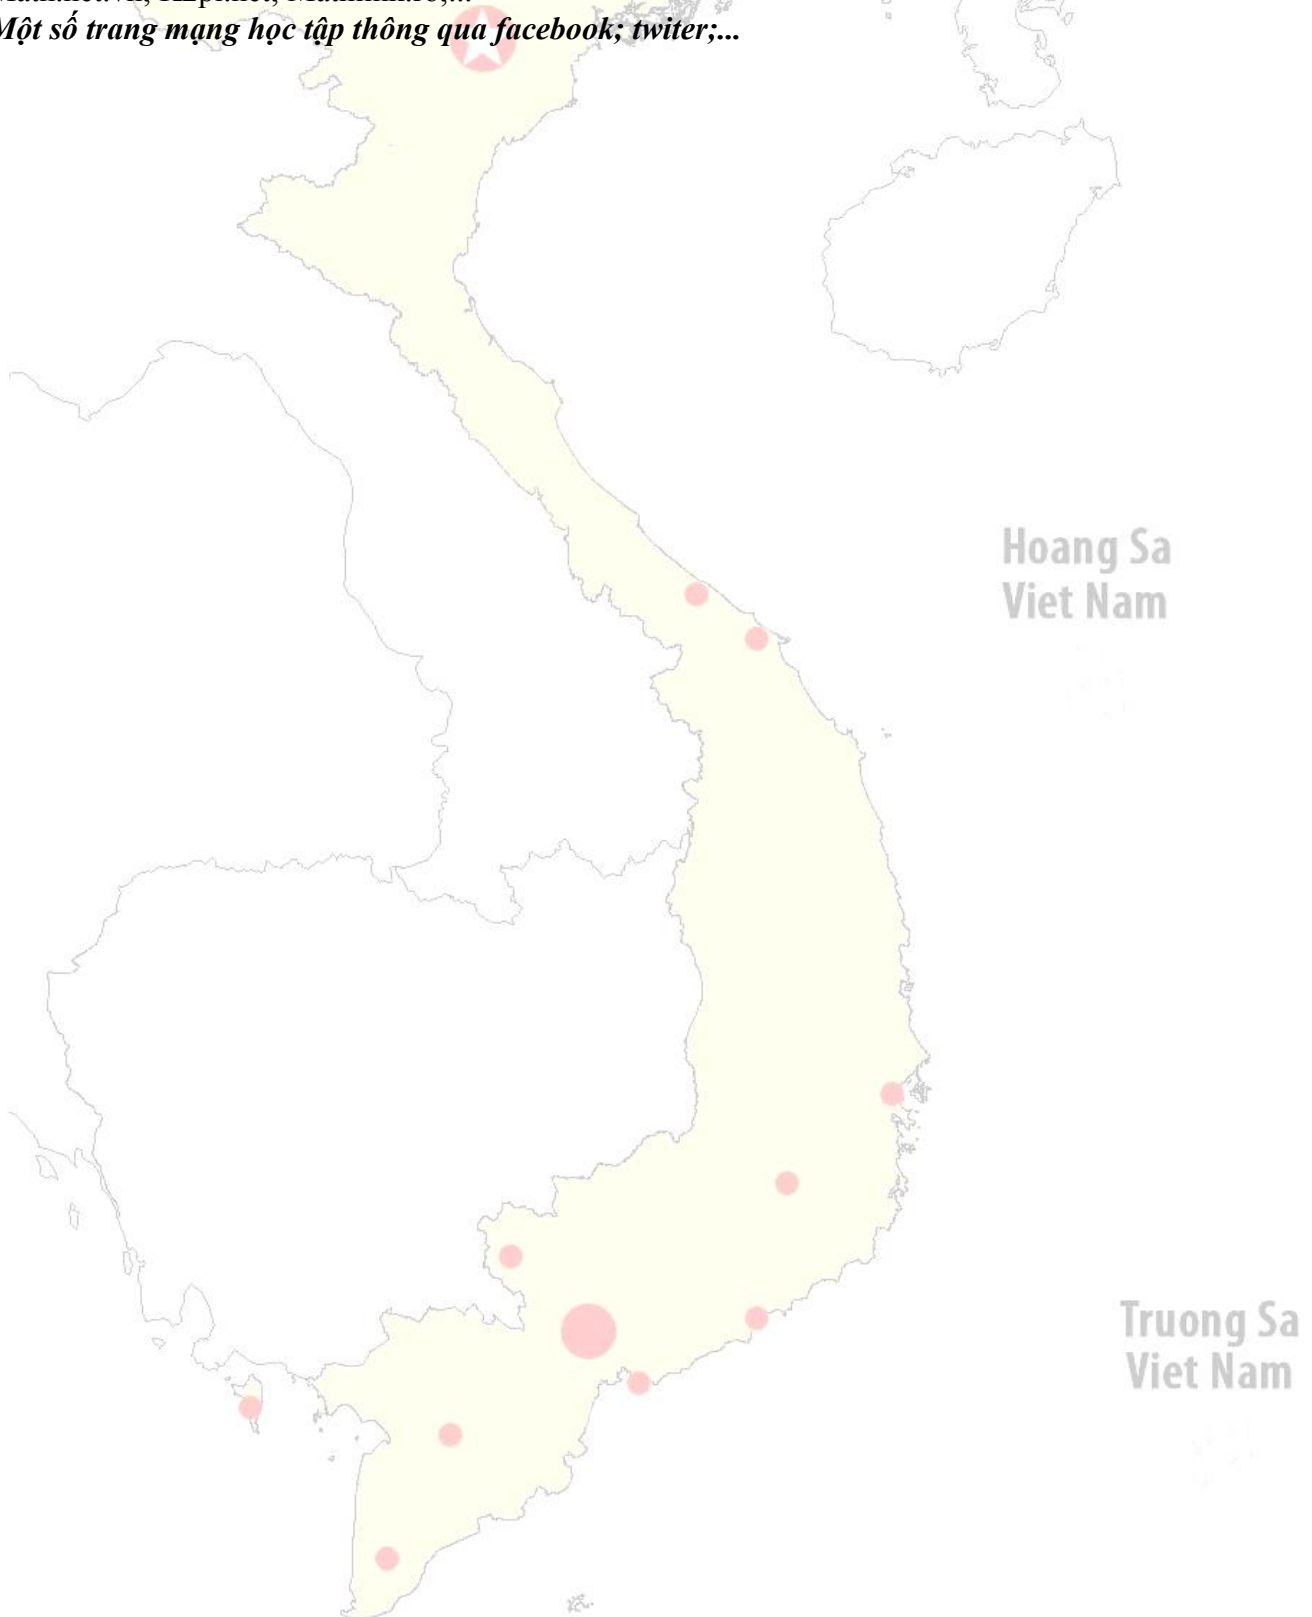 Một số trang mạng học tập thông qua facebook; twiter;...
Hoang Sa
Viet Nam
Truong Sa
Viet Nam